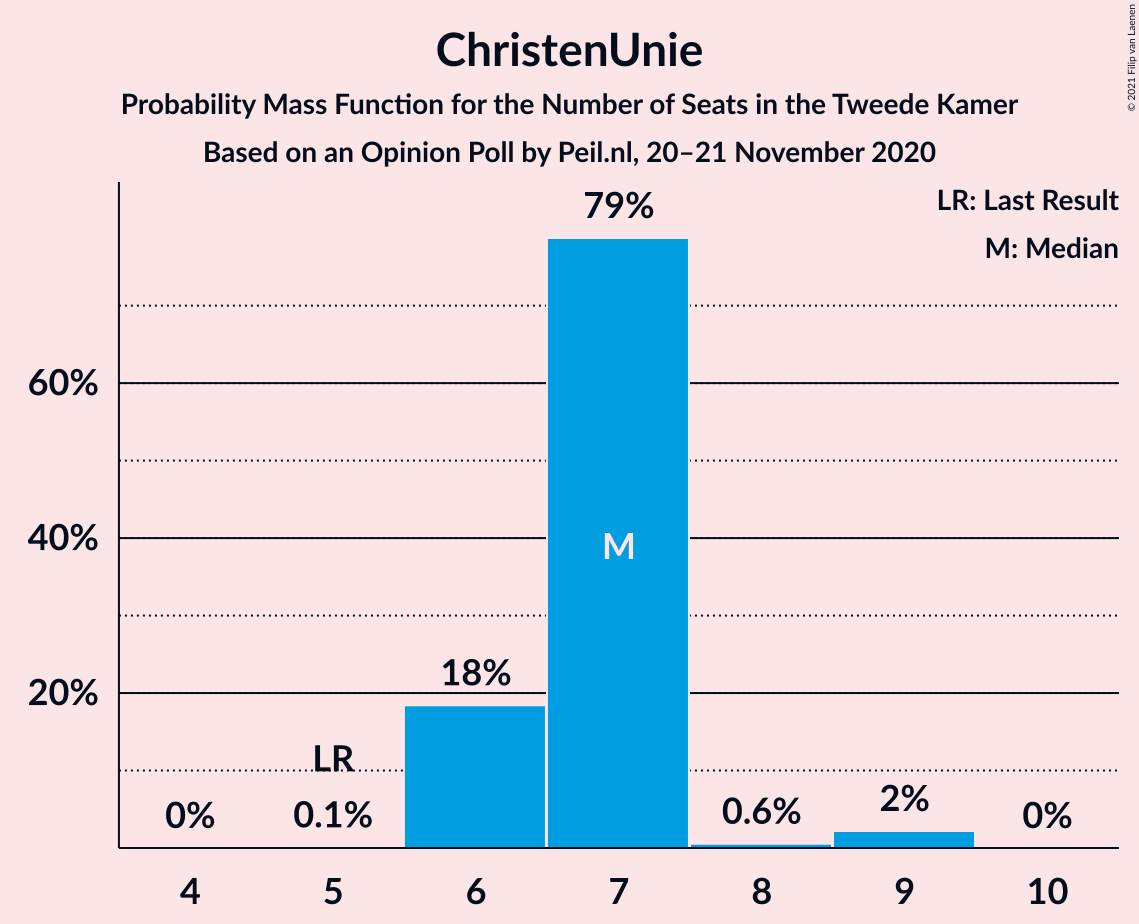 ChristenUnie
Probability Mass Function for the Number of Seats in the Tweede Kamer
Based on an Opinion Poll by Peil.nl, 20–21 November 2020
© 2021 Filip van Laenen
LR: Last Result
M: Median
79%
60%
40%
M
18%
20%
LR
0%
0.1%
0.6%
2%
0%
4
5
6
7
8
9
10